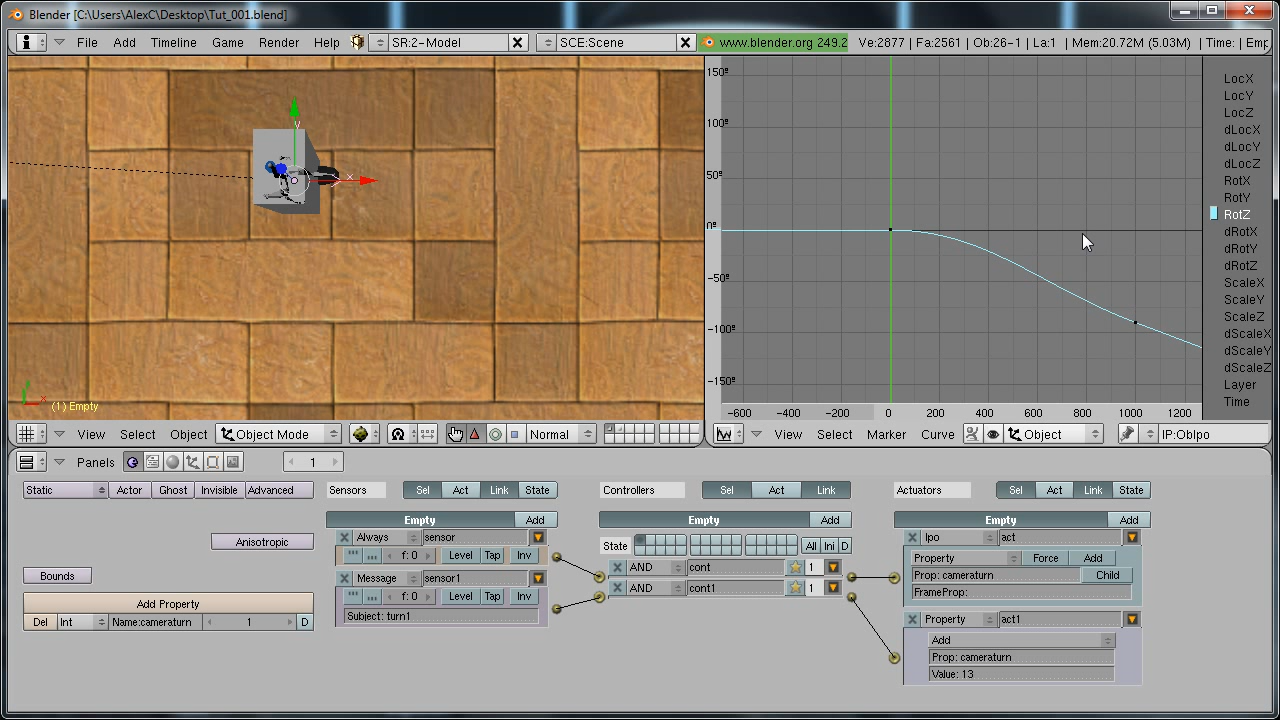 Blender [C:\Users\AlexC\Desktop\Tut_001.blend]
File Add Timeline Game Render Help SR:2-Model SCE:Scene www.blender.org 249.2 Ve:2877 | Fa:2561 | Ob:26-1 | La:1 | Mem:20.72M (5.03M) | Time: | Emp
y
x
(1) Empty
150º
100º
50º
0º
-50º
-100º
-150º
-600 -400 -200 0 200 400 600 800 1000 1200
LocX
LocY
LocZ
dLocX
dLocY
dLocZ
RotX
RotY
RotZ
dRotX
dRotY
dRotZ
ScaleX
ScaleY
ScaleZ
dScaleX
dScaleY
dScaleZ
Layer
Time
View Select Object Object Mode Normal
View Select Marker Curve Object IP:ObIpo
Panels 1
Static Actor Ghost Invisible Advanced
Anisotropic
Bounds
Add Property
Del Int Name:cameraturn 1 D
Sensors Sel Act Link State
Empty Add
Always sensor
f: 0 Level Tap Inv
Message sensor1
f: 0 Level Tap Inv
Subject: turn1
Controllers Sel Act Link
Empty Add
State All Ini D
AND cont 1
AND cont1 1
Actuators Sel Act Link State
Empty Add
Ipo act
Property Force Add
Prop: cameraturn Child
FrameProp:
Property act1
Add
Prop: cameraturn
Value: 13